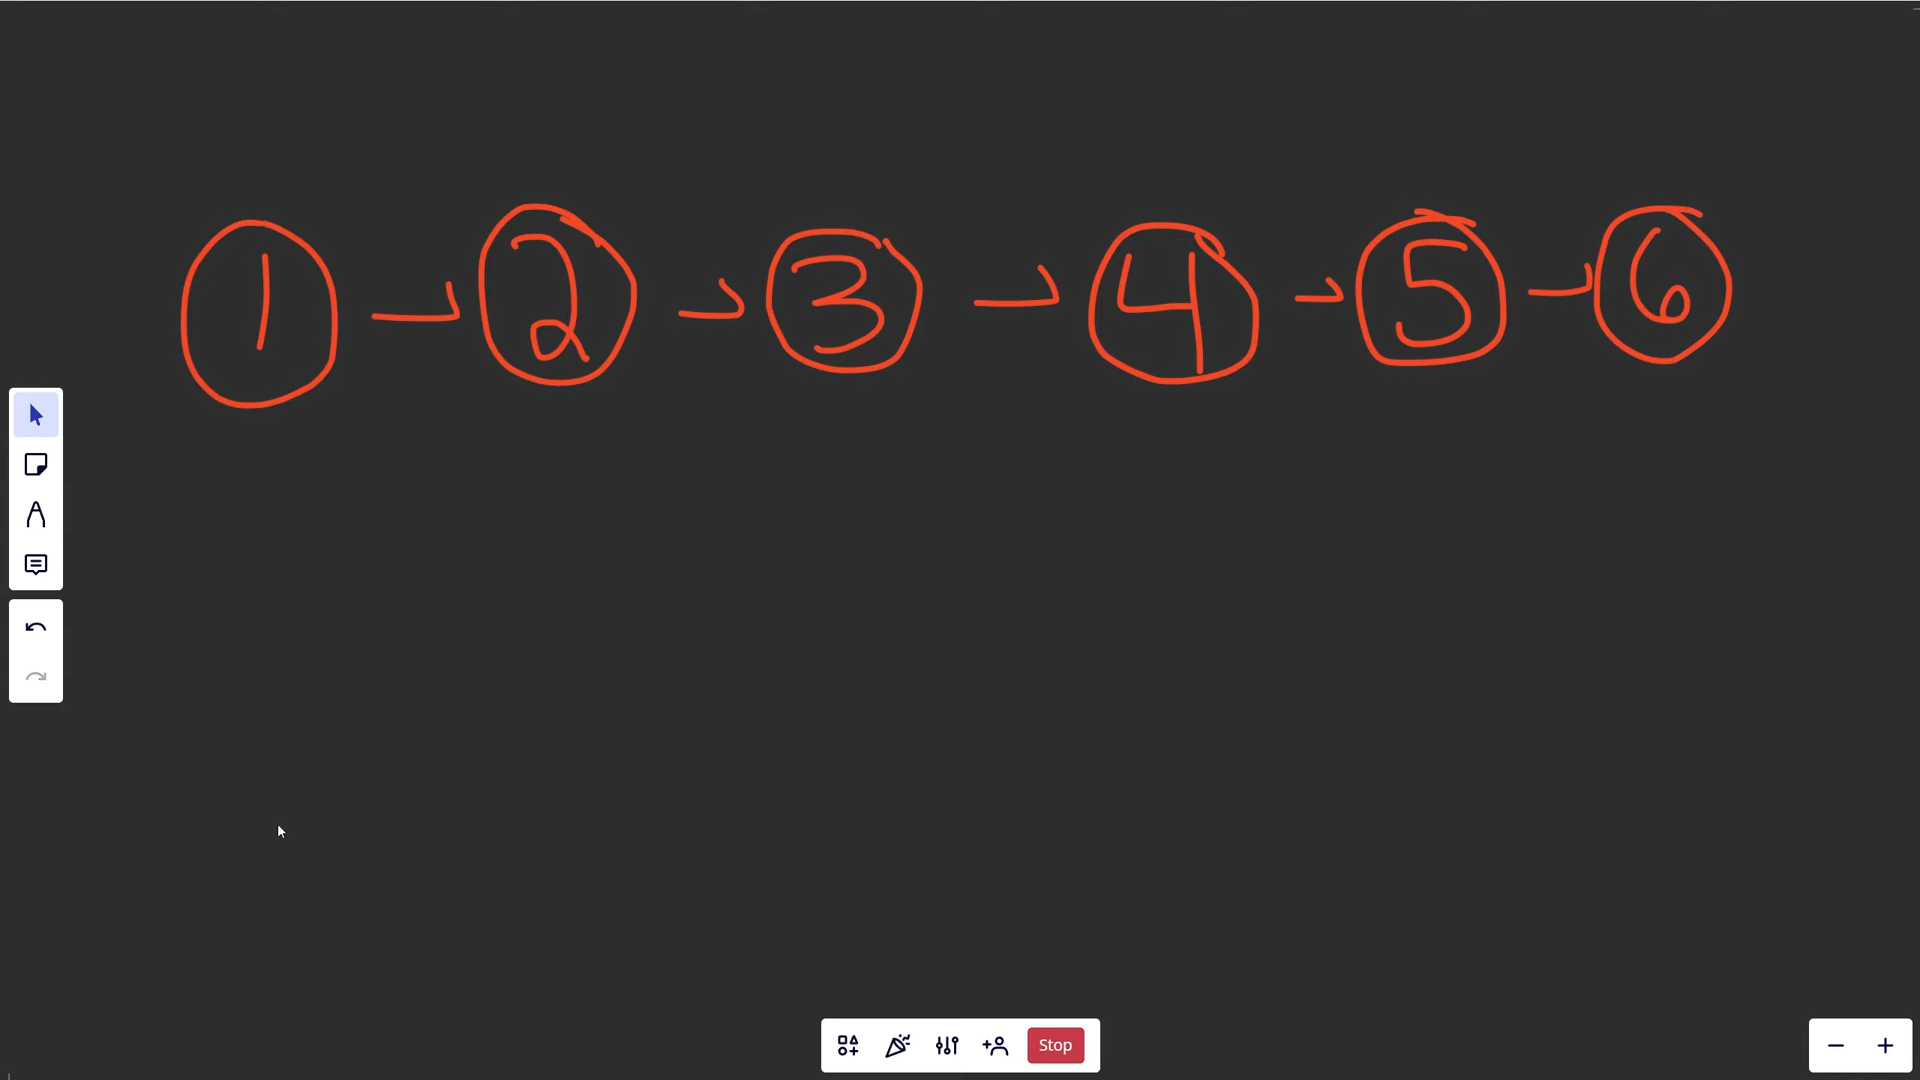 1 → 2 → 3 → 4 → 5 → 6
Stop